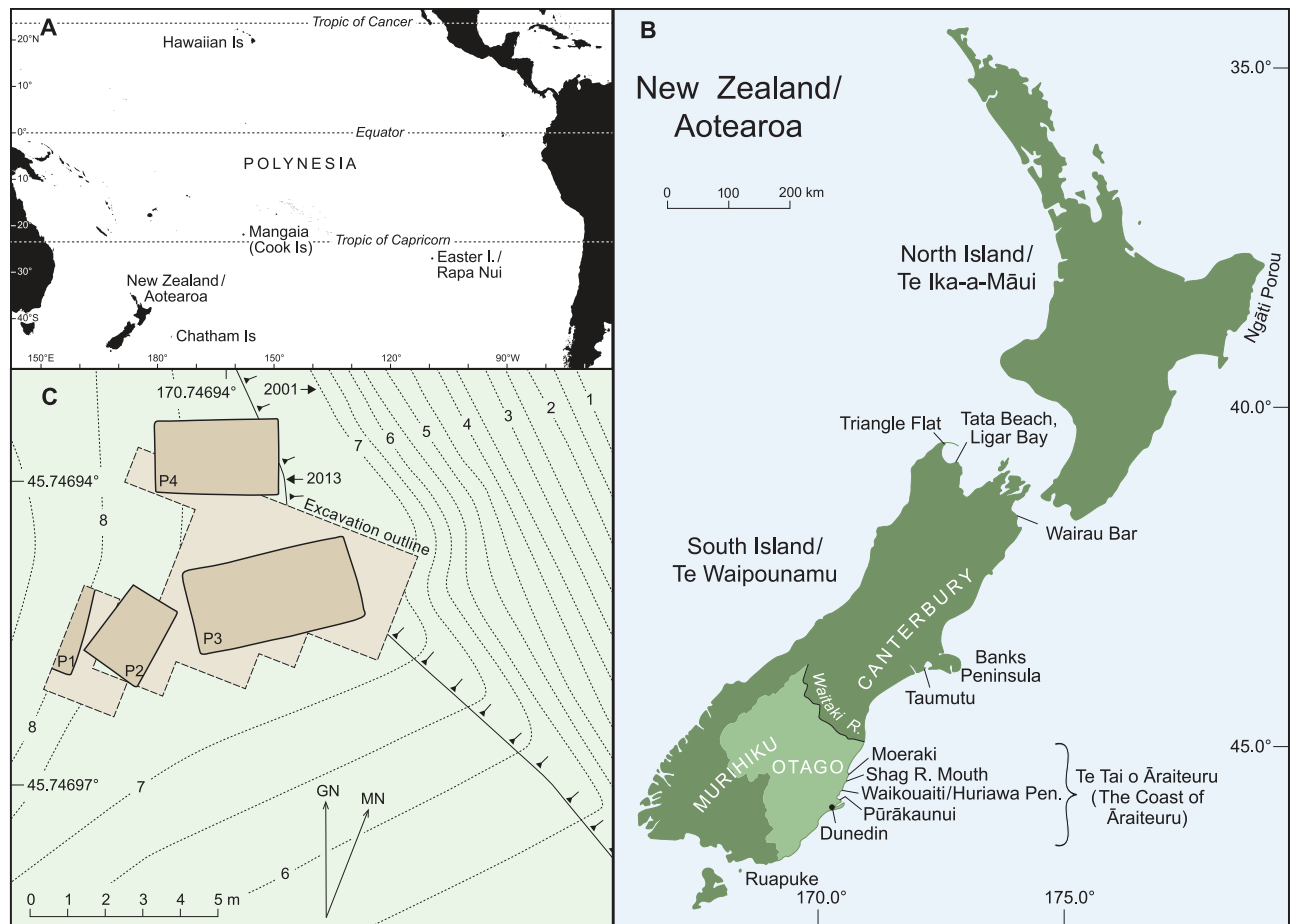 A
Tropic of Cancer
20°N
Hawaiian Is
10°
0°
Equator
POLYNESIA
10°
20°
Mangaia
(Cook Is)
Tropic of Capricorn
30°
Easter I./
Rapa Nui
New Zealand/
Aotearoa
40°S
Chatham Is
150°E
180°
150°
120°
90°W
B
New Zealand/
Aotearoa
0 100 200 km
35.0°
North Island/
Te Ika-a-Māui
Ngāti Porou
40.0°
Triangle Flat
Tata Beach,
Ligar Bay
Wairau Bar
South Island/
Te Waipounamu
CANTERBURY
Banks
Peninsula
Taumutu
Waitaki R.
MURIHIKU
OTAGO
45.0°
Moeraki
Shag R. Mouth
Waikouaiti/Huriawa Pen.
Pūrākaunui
Dunedin
Te Tai o Āraiteuru
(The Coast of
Āraiteuru)
Ruapuke
170.0°
175.0°
C
170.74694°
2001
7
6
5
4
3
2
1
P4
2013
45.74694°
8
Excavation outline
P3
P1
P2
8
45.74697°
7
GN
MN
6
0 1 2 3 4 5 m